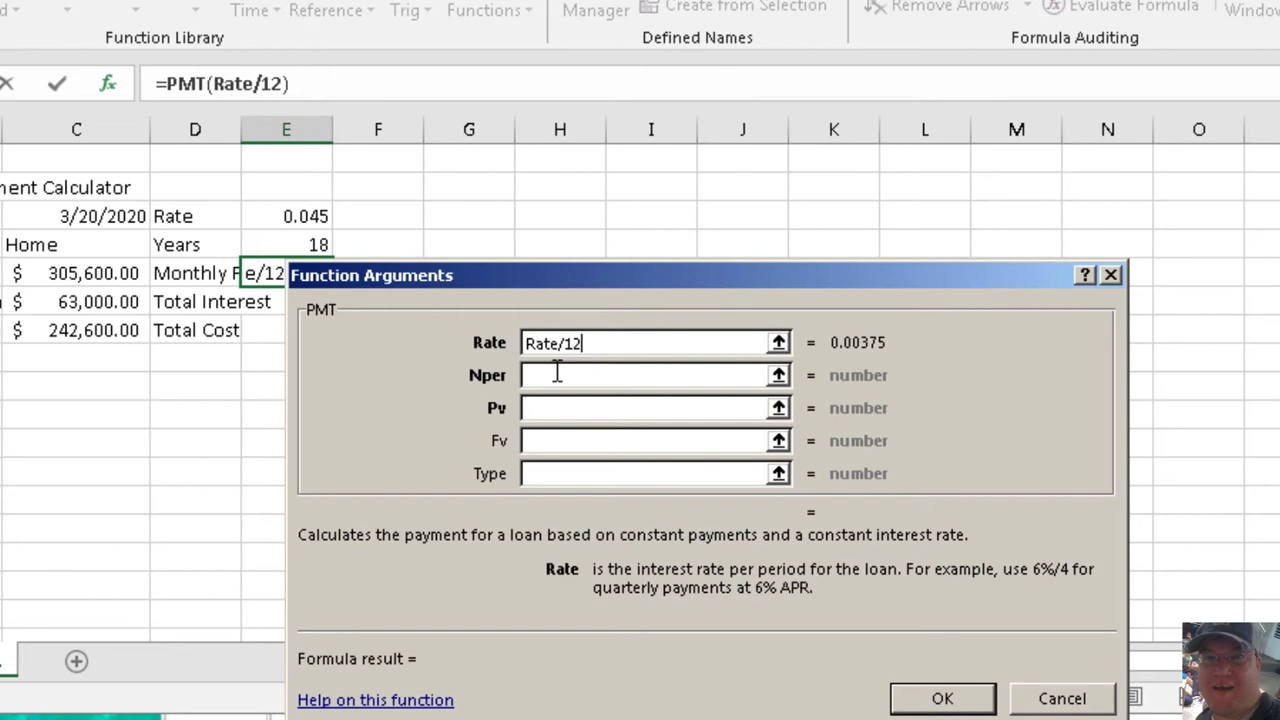 Time Reference Trig Functions Manager Create from Selection Remove Arrows Evaluate Formula
Function Library Defined Names Formula Auditing
=PMT(Rate/12)
C D E F G H I J K L M N O
Calculator
3/20/2020 Rate 0.045
Home Years 18
$ 305,600.00 Monthly e/12
$ 63,000.00 Total Interest
$ 242,600.00 Total Cost
Function Arguments
PMT
Rate Rate/12 = 0.00375
Nper = number
Pv = number
Fv = number
Type = number
=
Calculates the payment for a loan based on constant payments and a constant interest rate.
Rate is the interest rate per period for the loan. For example, use 6%/4 for
quarterly payments at 6% APR.
Formula result =
Help on this function OK Cancel